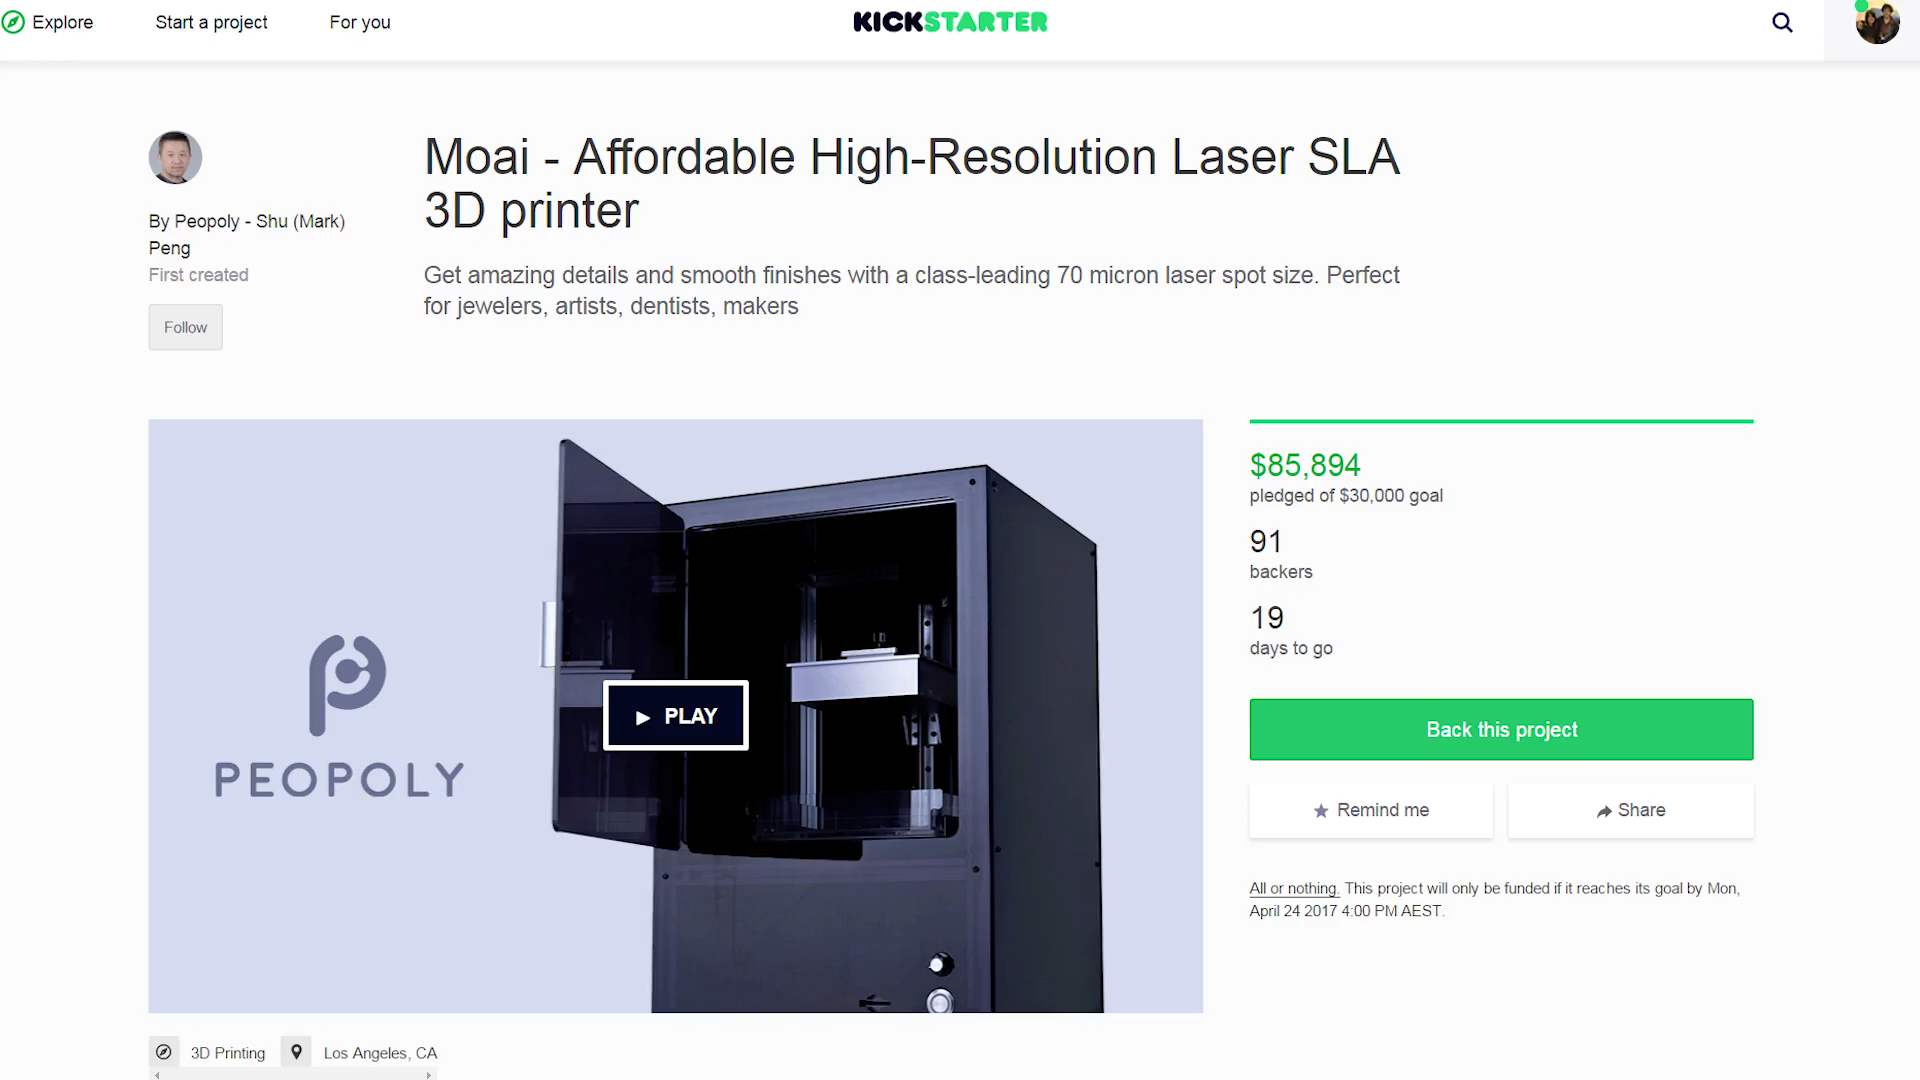 Explore
Start a project
For you
KICKSTARTER
Moai - Affordable High-Resolution Laser SLA
3D printer
By Peopoly - Shu (Mark)
Peng
First created
Follow
Get amazing details and smooth finishes with a class-leading 70 micron laser spot size. Perfect
for jewelers, artists, dentists, makers
PEOPOLY
PLAY
$85,894
pledged of $30,000 goal
91
backers
19
days to go
Back this project
Remind me
Share
All or nothing. This project will only be funded if it reaches its goal by Mon,
April 24 2017 4:00 PM AEST.
3D Printing
Los Angeles, CA